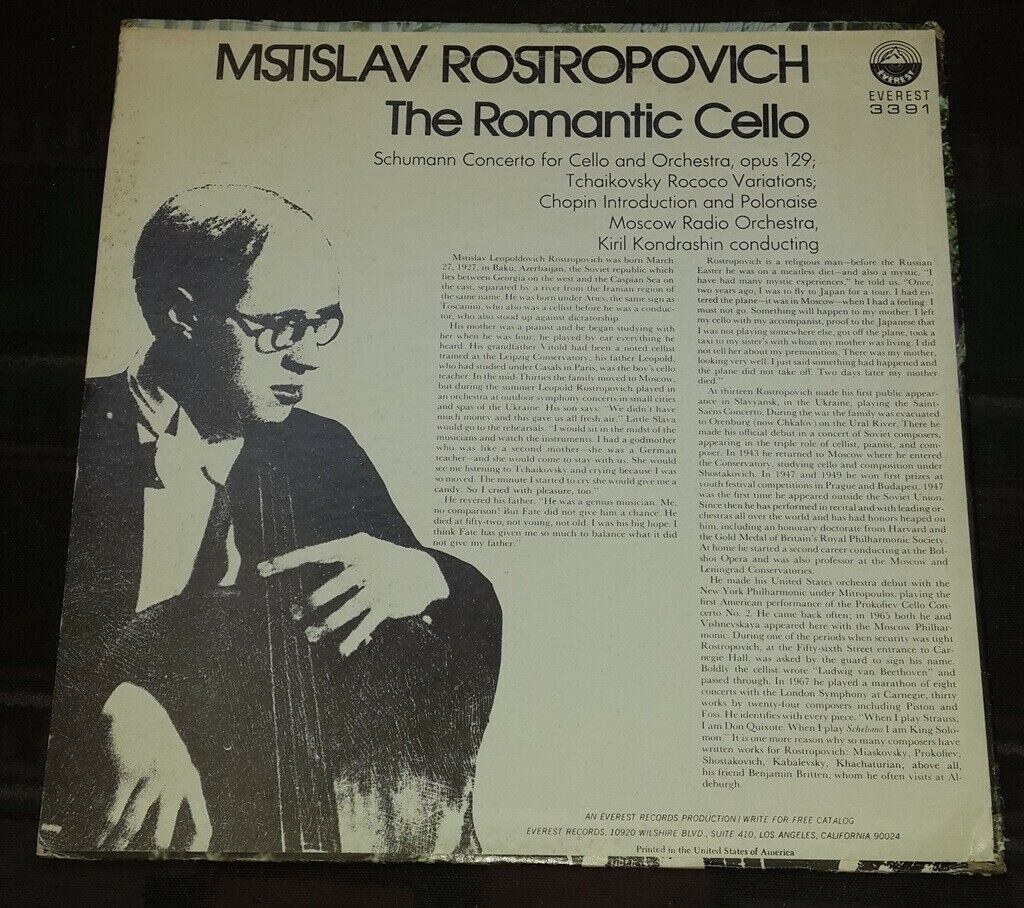 MSTISLAV ROSTROPOVICH
The Romantic Cello
EVEREST
EVEREST
3391
Schumann Concerto for Cello and Orchestra, opus 129;
Tchaikovsky Rococo Variations;
Chopin Introduction and Polonaise
Moscow Radio Orchestra,
Kiril Kondrashin conducting
Mstislav Leopoldovich Rostropovich was born March
27, 1927, in Baku, Azerbaijan, the Soviet republic which
lies between Georgia on the west and the Caspian Sea on
the east, separated by a river from the Iranian region of
the same name. He was born under Aries, the same sign as
Toscanini, who also was a cellist before he was a conduc-
tor, who also stood up against dictatorship.
His mother was a pianist and he began studying with
her when he was four; he played by ear everything he
heard. His grandfather Vitold had been a noted cellist
trained at the Leipzig Conservatory; his father Leopold,
who had studied under Casals in Paris, was the boy's cello
teacher. In the mid-Thirties the family moved to Moscow,
but during the summer Leopold Rostropovich played in
an orchestra at outdoor symphony concerts in small cities
and spas of the Ukraine. His son says: "We didn't have
much money and this gave us all fresh air." Little Slava
would go to the rehearsals. "I would sit in the midst of the
musicians and watch the instruments. I had a godmother
who was like a second mother—she was a German
teacher—and she would come to stay with us. She would
see me listening to Tchaikovsky and crying because I was
so moved. The minute I started to cry she would give me a
candy. So I cried with pleasure, too."
He revered his father. "He was a genius musician. Me,
no comparison! But Fate did not give him a chance. He
died at fifty-two, not young, not old. I was his big hope. I
think Fate has given me so much to balance what it did
not give my father."
Rostropovich is a religious man—before the Russian
Easter he was on a meatless diet—and also a mystic. "I
have had many mystic experiences," he told us. "Once,
two years ago, I was to fly to Japan for a tour. I had en-
tered the plane—it was in Moscow—when I had a feeling. I
must not go. Something will happen to my mother. I left
my cello with my accompanist, proof to the Japanese that
I was not playing somewhere else, got off the plane, took a
taxi to my sister's with whom my mother was living. I did
not tell her about my premonition. There was my mother,
looking very well. I just said something had happened and
the plane did not take off. Two days later my mother
died."
At thirteen Rostropovich made his first public appear-
ance in Slavyansk, in the Ukraine, playing the Saint-
Saens Concerto. During the war the family was evacuated
to Orenburg (now Chkalov) on the Ural River. There he
made his official debut in a concert of Soviet composers,
appearing in the triple role of cellist, pianist, and com-
poser. In 1943 he returned to Moscow where he entered
the Conservatory, studying cello and composition under
Shostakovich. In 1947 and 1949 he won first prizes at
youth festival competitions in Prague and Budapest. 1947
was the first time he appeared outside the Soviet Union.
Since then he has performed in recital and with leading or-
chestras all over the world and has had honors heaped on
him, including an honorary doctorate from Harvard and
the Gold Medal of Britain's Royal Philharmonic Society.
At home he started a second career conducting at the Bol-
shoi Opera and was also professor at the Moscow and
Leningrad Conservatories.
He made his United States orchestra debut with the
New York Philharmonic under Mitropoulos, playing the
first American performance of the Prokofiev Cello Con-
certo No. 2. He came back often; in 1965 both he and
Vishnevskaya appeared here with the Moscow Philhar-
monic. During one of the periods when security was tight
Rostropovich, at the Fifty-sixth Street entrance to Car-
negie Hall, was asked by the guard to sign his name.
Boldly the cellist wrote "Ludwig van Beethoven" and
passed through. In 1967 he played a marathon of eight
concerts with the London Symphony at Carnegie, thirty
works by twenty-four composers including Piston and
Foss. He identifies with every piece. "When I play Strauss,
I am Don Quixote. When I play Schelomo I am King Solo-
mon." It is one more reason why so many composers have
written works for Rostropovich: Miaskovsky, Prokofiev,
Shostakovich, Kabalevsky, Khachaturian; above all,
his friend Benjamin Britten, whom he often visits at Al-
deburgh.
AN EVEREST RECORDS PRODUCTION / WRITE FOR FREE CATALOG
EVEREST RECORDS, 10920 WILSHIRE BLVD., SUITE 410, LOS ANGELES, CALIFORNIA 90024
Printed in the United States of America